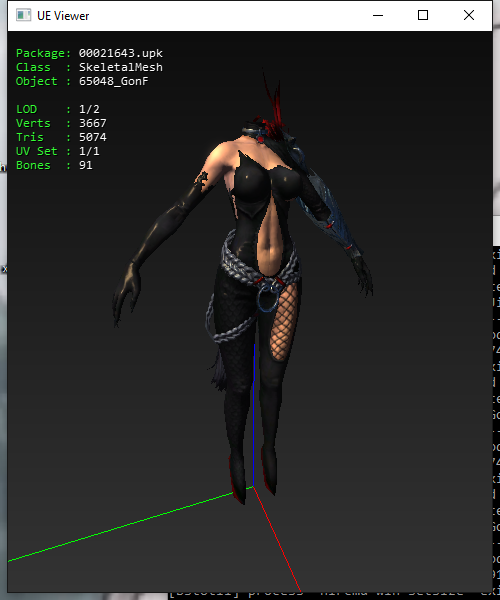 UE Viewer
Package: 00021643.upk
Class : SkeletalMesh
Object : 65048_GonF
LOD : 1/2
Verts : 3667
Tris : 5074
UV Set : 1/1
Bones : 91